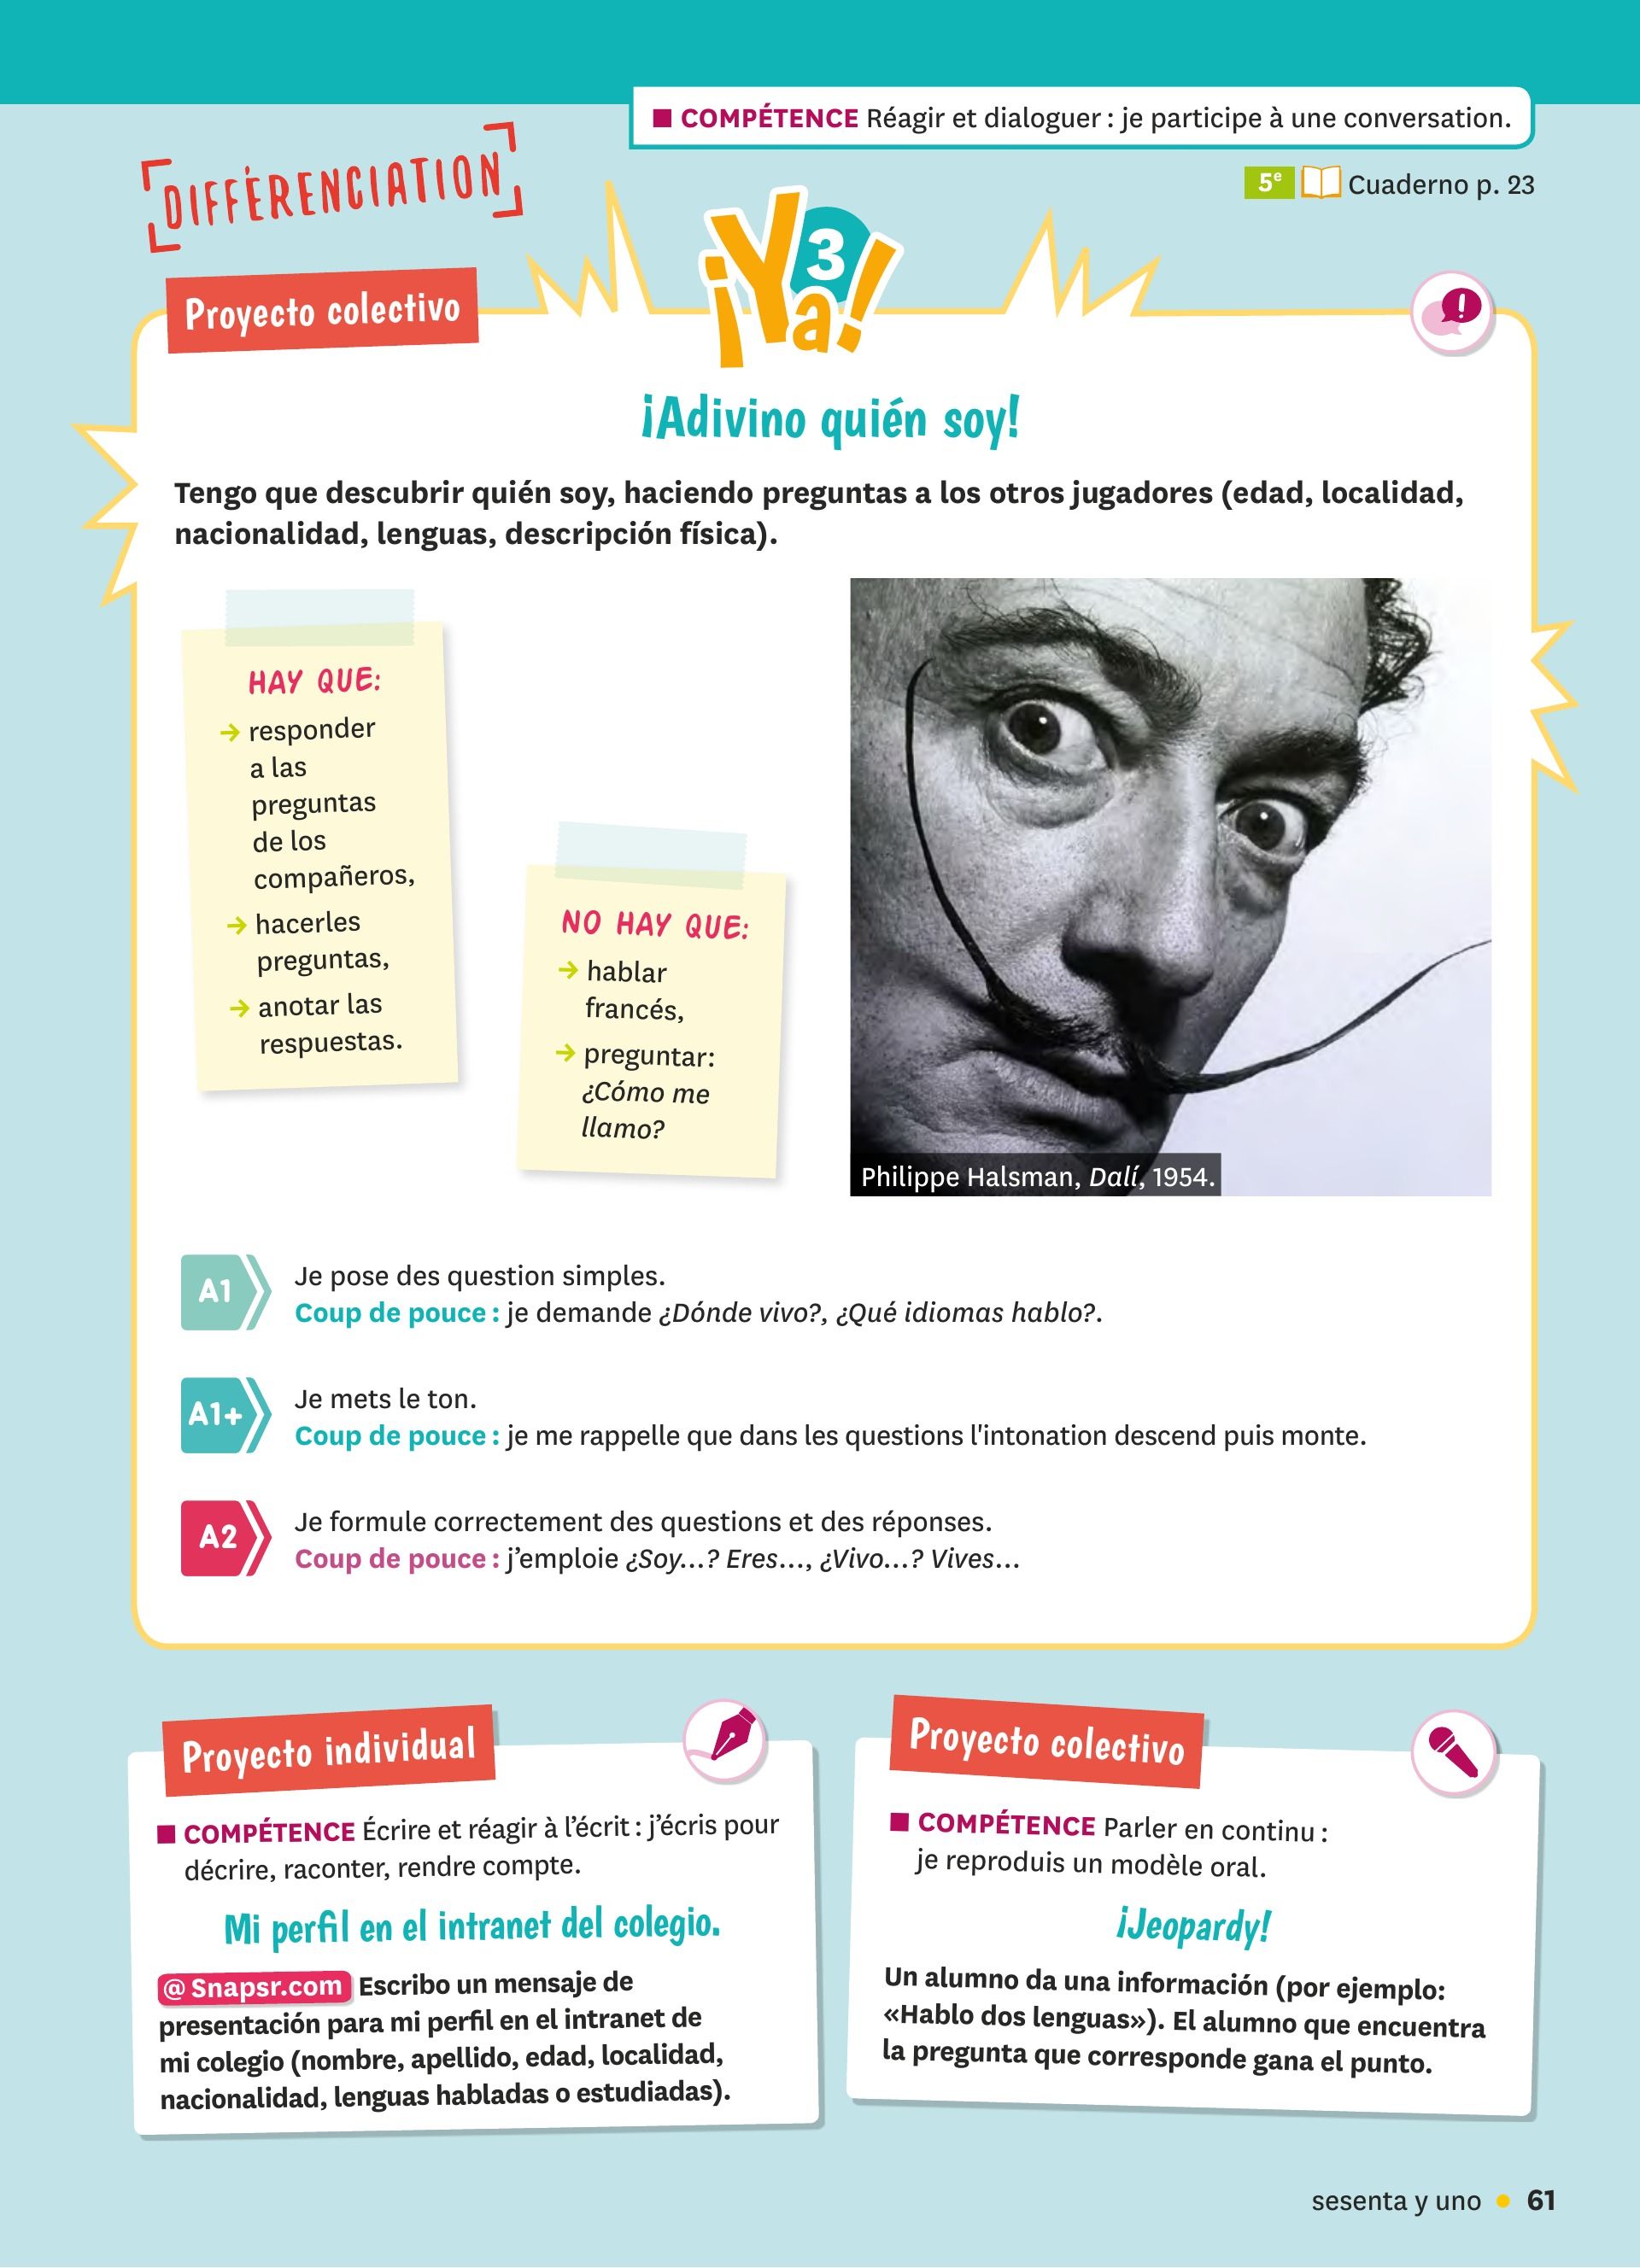 ■ COMPÉTENCE Réagir et dialoguer : je participe à une conversation.
DIFFÉRENCIATION
5e Cuaderno p. 23
¡Ya! 3
Proyecto colectivo
¡Adivino quién soy!
Tengo que descubrir quién soy, haciendo preguntas a los otros jugadores (edad, localidad,
nacionalidad, lenguas, descripción física).
HAY QUE:
→ responder
a las
preguntas
de los
compañeros,
→ hacerles
preguntas,
→ anotar las
respuestas.
NO HAY QUE:
→ hablar
francés,
→ preguntar:
¿Cómo me
llamo?
Philippe Halsman, Dalí, 1954.
A1
Je pose des question simples.
Coup de pouce : je demande ¿Dónde vivo?, ¿Qué idiomas hablo?.
A1+
Je mets le ton.
Coup de pouce : je me rappelle que dans les questions l'intonation descend puis monte.
A2
Je formule correctement des questions et des réponses.
Coup de pouce : j’emploie ¿Soy...? Eres..., ¿Vivo...? Vives...
Proyecto individual
■ COMPÉTENCE Écrire et réagir à l’écrit : j’écris pour
décrire, raconter, rendre compte.
Mi perfil en el intranet del colegio.
@ Snapsr.com Escribo un mensaje de
presentación para mi perfil en el intranet de
mi colegio (nombre, apellido, edad, localidad,
nacionalidad, lenguas habladas o estudiadas).
Proyecto colectivo
■ COMPÉTENCE Parler en continu :
je reproduis un modèle oral.
¡Jeopardy!
Un alumno da una información (por ejemplo:
«Hablo dos lenguas»). El alumno que encuentra
la pregunta que corresponde gana el punto.
sesenta y uno • 61